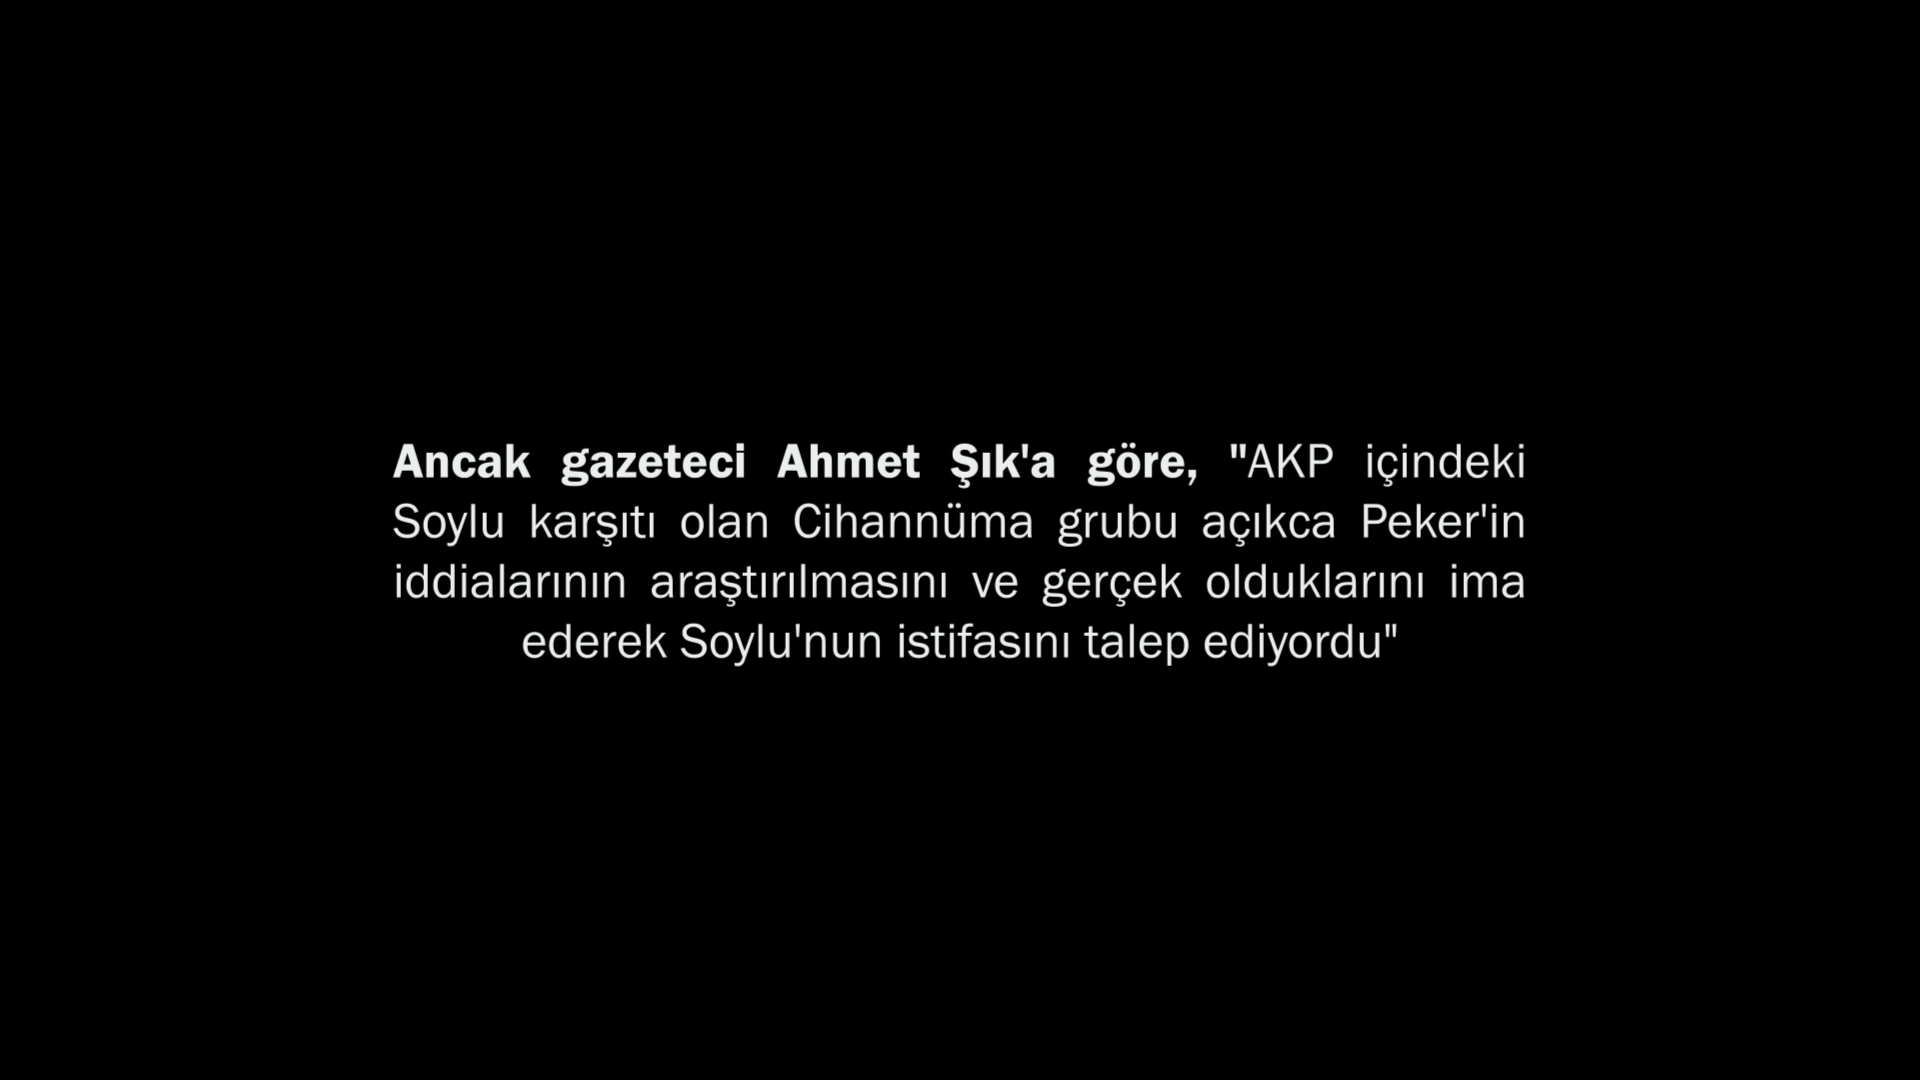 Ancak gazeteci Ahmet Şık'a göre, "AKP içindeki
Soylu karşıtı olan Cihannüma grubu açıkca Peker'in
iddialarının araştırılmasını ve gerçek olduklarını ima
ederek Soylu'nun istifasını talep ediyordu"